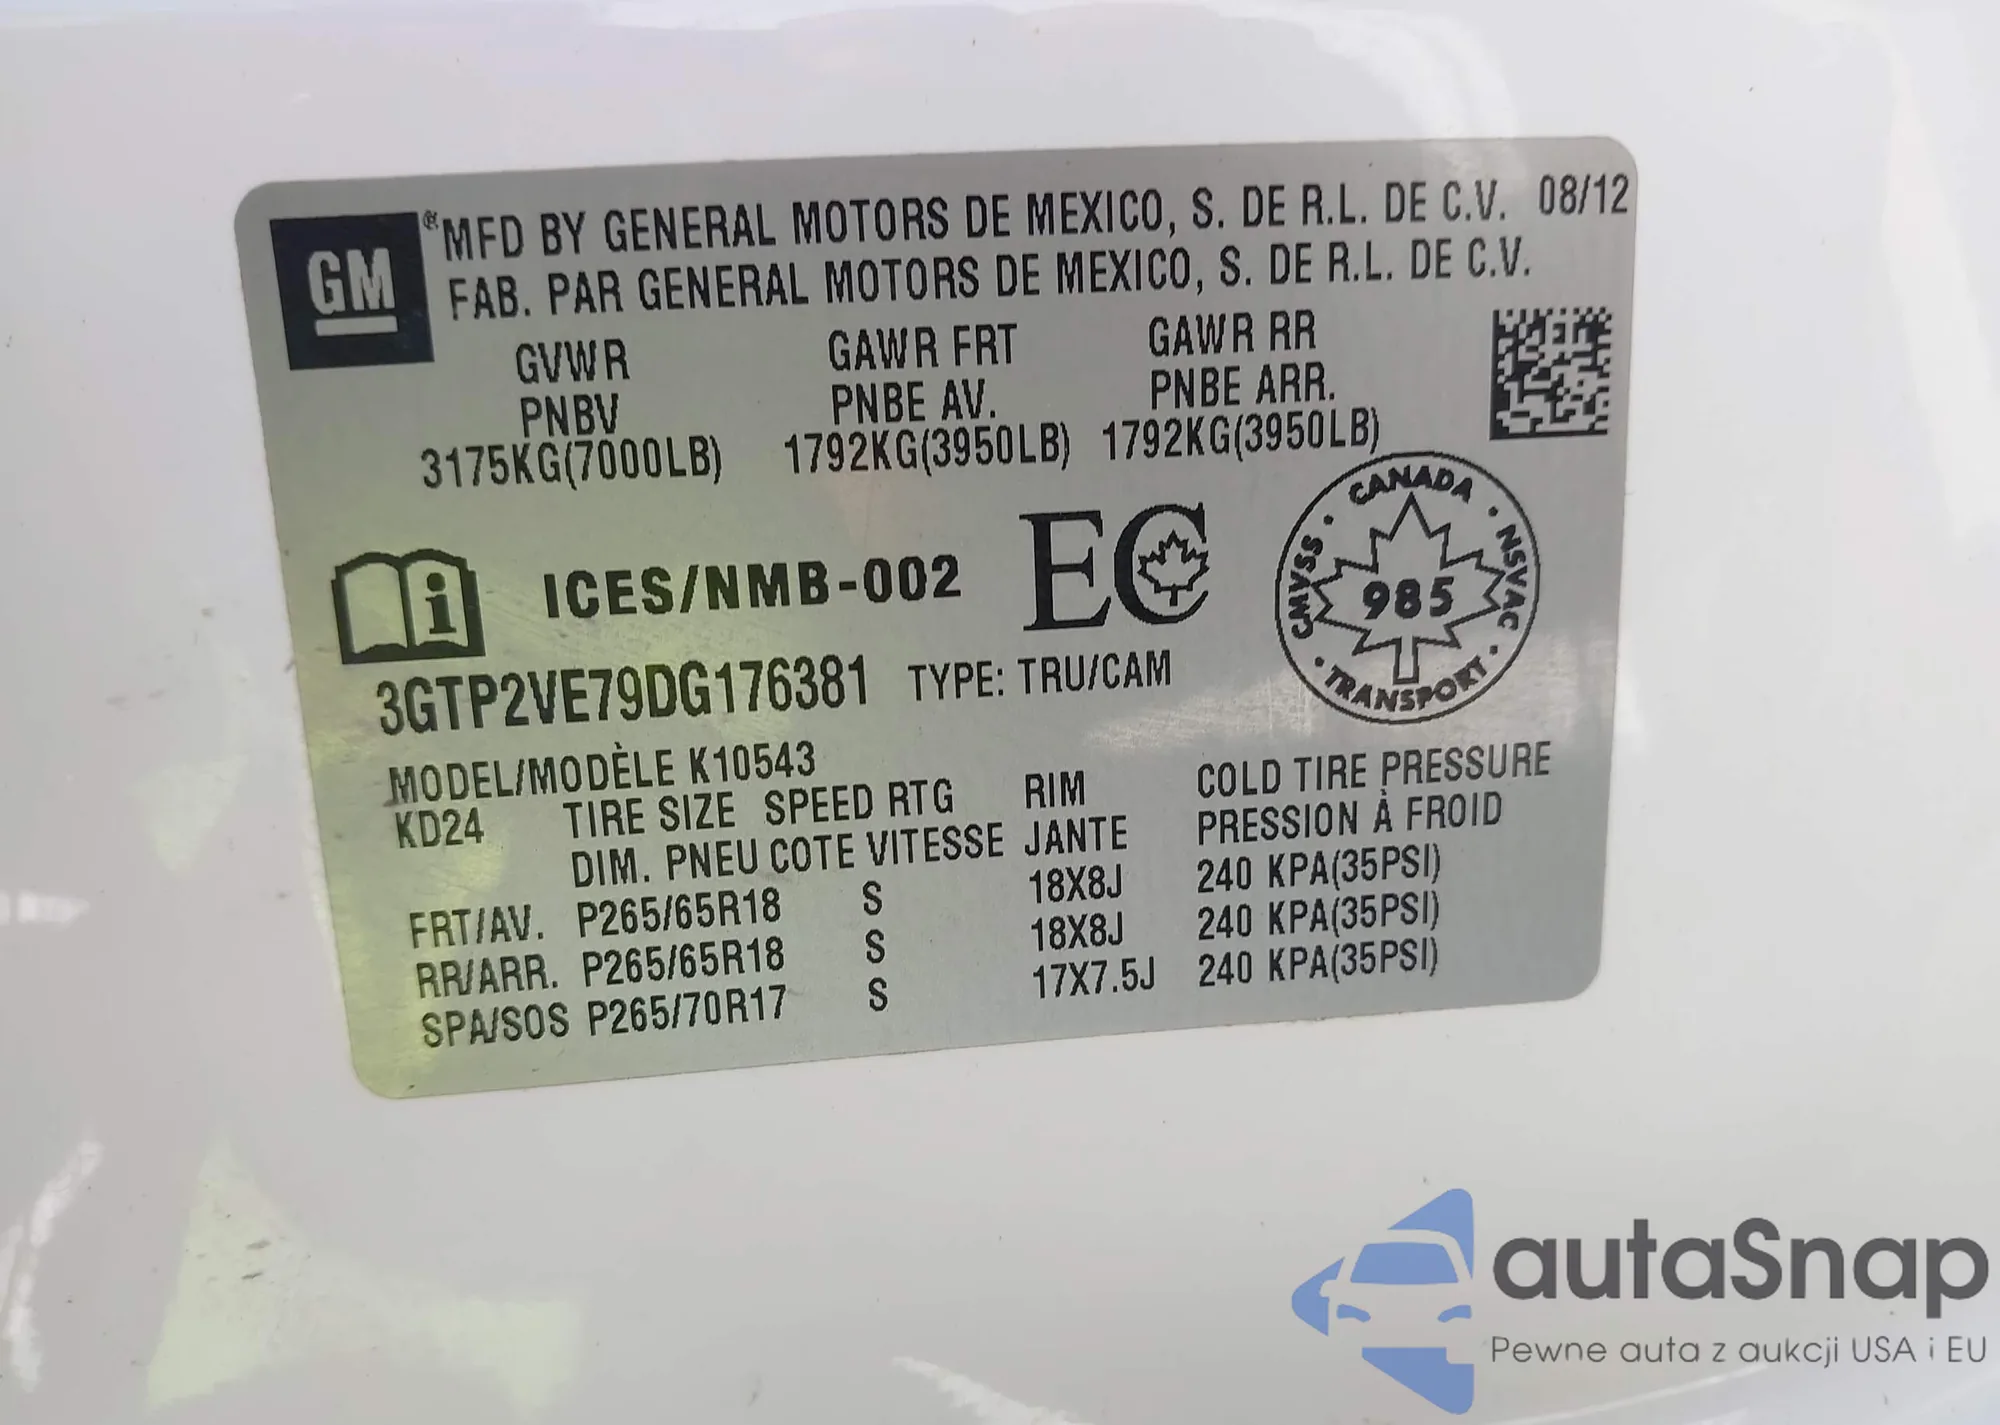 GM
®MFD BY GENERAL MOTORS DE MEXICO, S. DE R.L. DE C.V. 08/12
FAB. PAR GENERAL MOTORS DE MEXICO, S. DE R.L. DE C.V.
GVWR GAWR FRT GAWR RR
PNBV PNBE AV. PNBE ARR.
3175KG(7000LB) 1792KG(3950LB) 1792KG(3950LB)
i ICES/NMB-002 EC
CANADA
CMVSS 985 NSVAC
TRANSPORT
3GTP2VE79DG176381 TYPE: TRU/CAM
MODEL/MODÈLE K10543
KD24 TIRE SIZE SPEED RTG RIM COLD TIRE PRESSURE
DIM. PNEU COTE VITESSE JANTE PRESSION À FROID
FRT/AV. P265/65R18 S 18X8J 240 KPA(35PSI)
RR/ARR. P265/65R18 S 18X8J 240 KPA(35PSI)
SPA/SOS P265/70R17 S 17X7.5J 240 KPA(35PSI)
autaSnap
Pewne auta z aukcji USA i EU